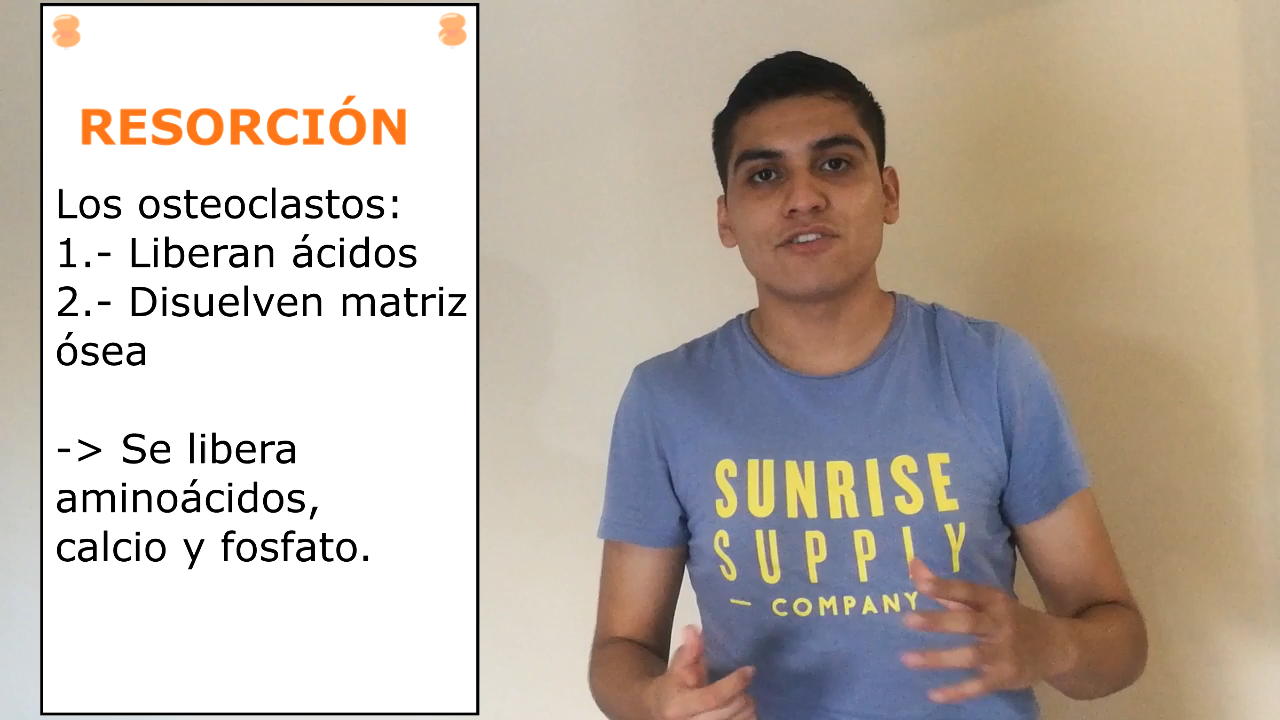 RESORCIÓN
Los osteoclastos:
1.- Liberan ácidos
2.- Disuelven matriz
ósea
-> Se libera
aminoácidos,
calcio y fosfato.
SUNRISE
SUPPLY
— COMPANY